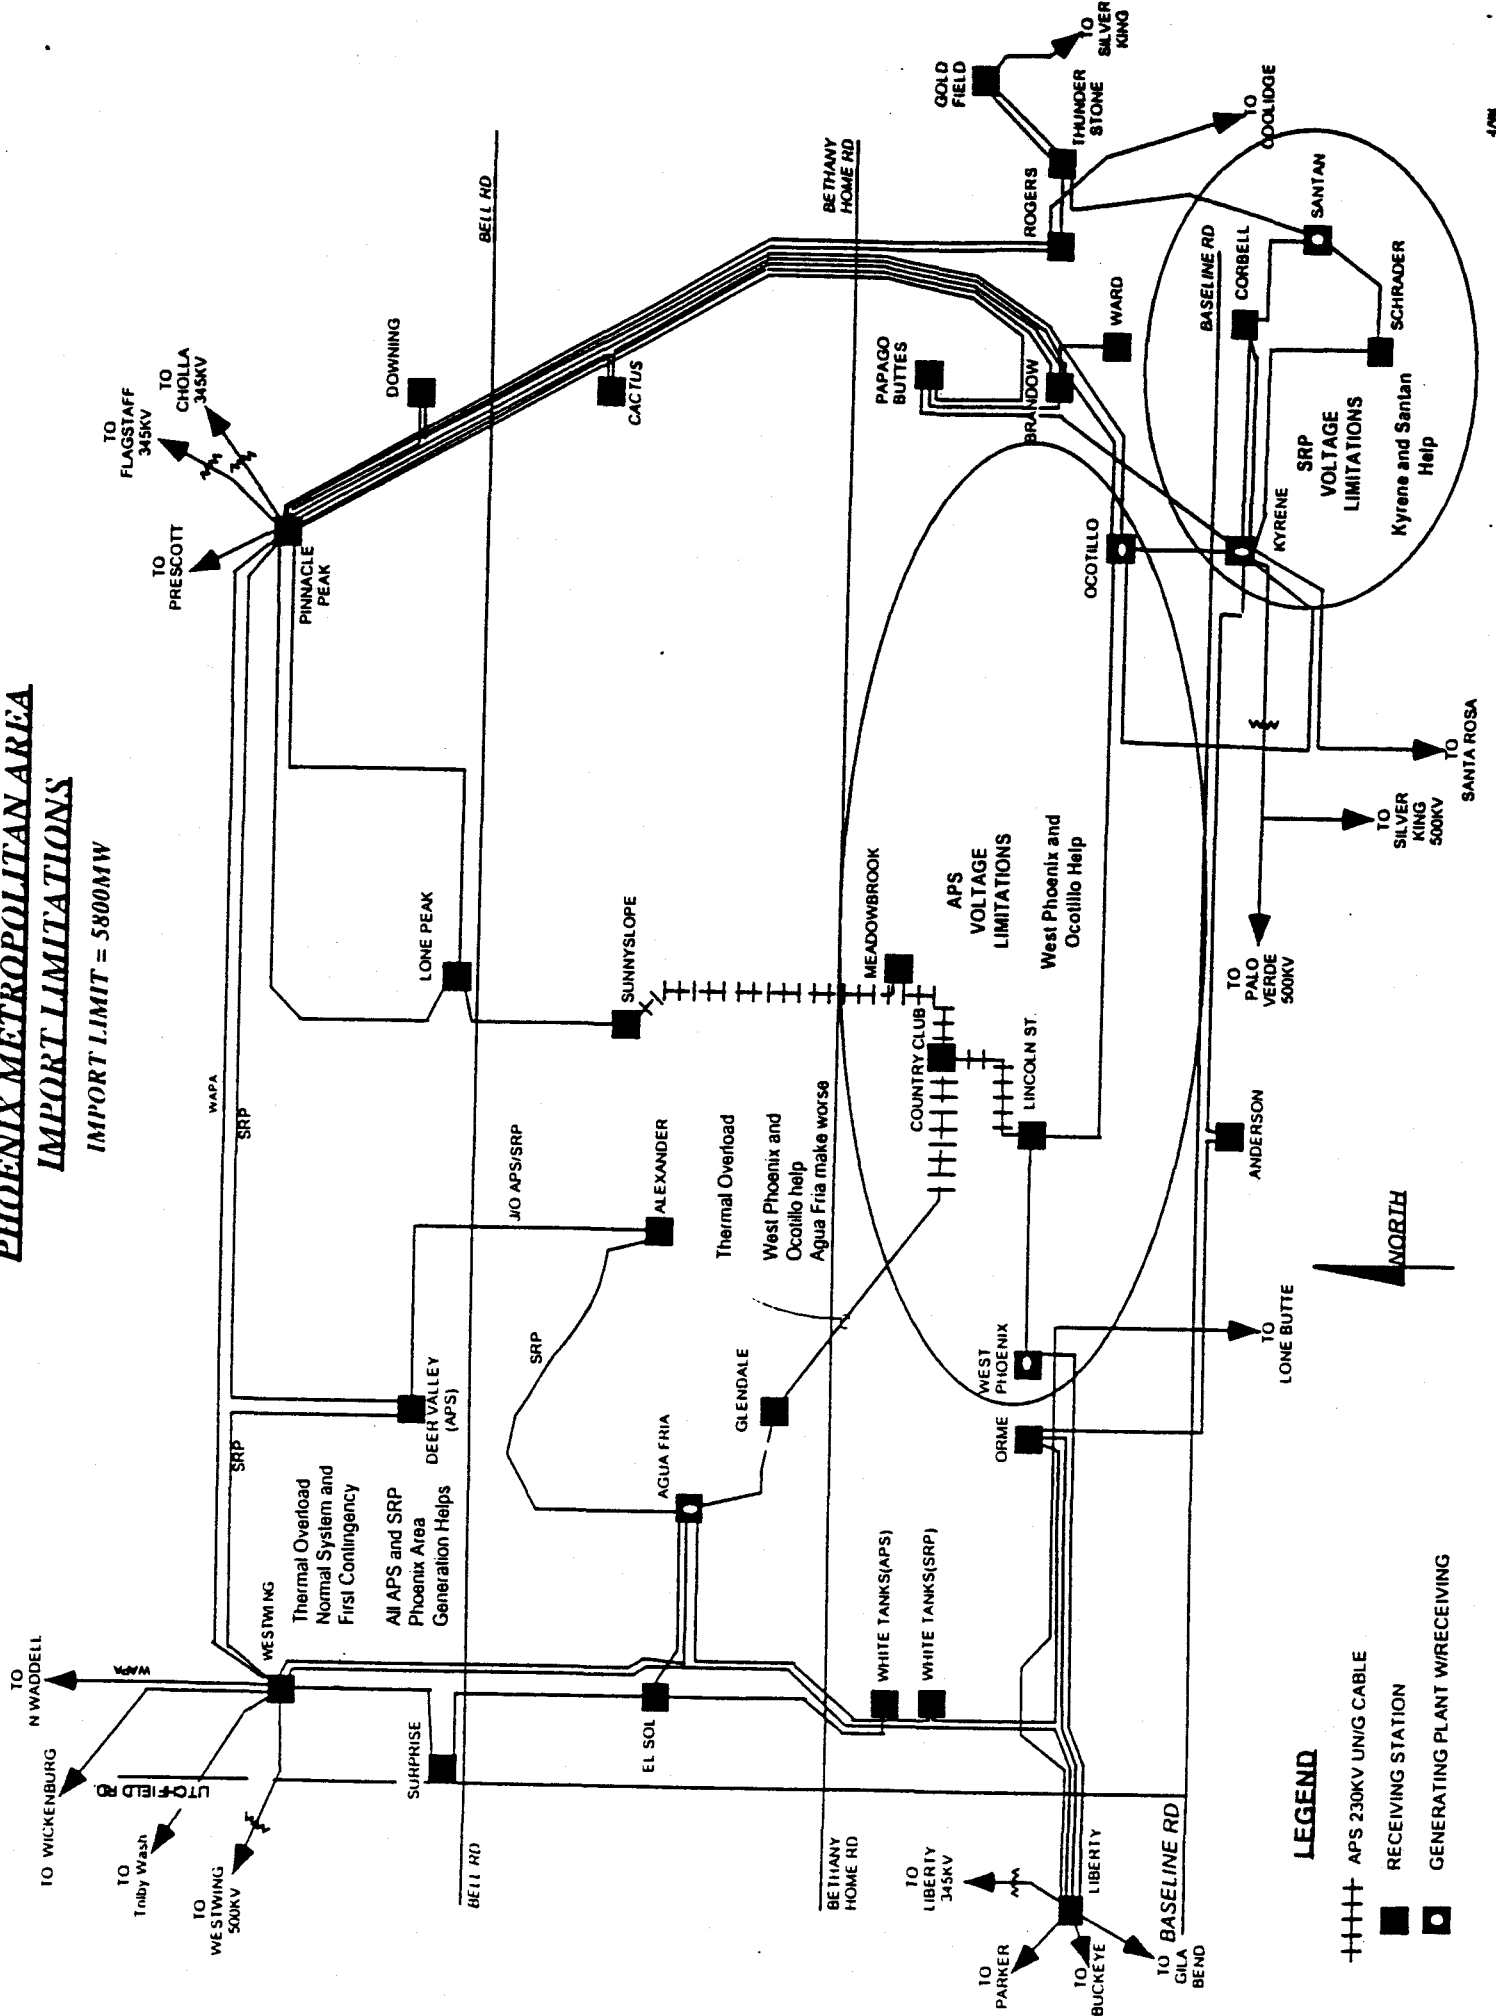 PHOENIX METROPOLITAN AREA
IMPORT LIMITATIONS
IMPORT LIMIT = 5800MW
TO
N WADDELL
WAPA
TO WICKENBURG
LITCHFIELD RD.
TO
WESTWING
500KV
WESTWING
WAPA
SRP
SRP
TO
PRESCOTT
TO
FLAGSTAFF
345KV
TO
CHOLLA
345KV
PINNACLE
PEAK
DOWNING
CACTUS
Thermal Overload
Normal System and
First Contingency
All APS and SRP
Phoenix Area
Generation Helps
DEER VALLEY
(APS)
J/O APS/SRP
LONE PEAK
SURPRISE
BELL RD
BELL RD
EL SOL
AGUA FRIA
SRP
ALEXANDER
SUNNYSLOPE
GLENDALE
Thermal Overload
West Phoenix and
Ocotillo help
Agua Fria make worse
BETHANY
HOME RD
BETHANY
HOME RD
WHITE TANKS(APS)
WHITE TANKS(SRP)
MEADOWBROOK
COUNTRY CLUB
LINCOLN ST.
APS
VOLTAGE
LIMITATIONS
West Phoenix and
Ocotillo Help
PAPAGO
BUTTES
BRANDOW
WARD
GOLD
FIELD
TO
SILVER
KING
THUNDER
STONE
ROGERS
TO
COOLIDGE
ORME
WEST
PHOENIX
OCOTILLO
TO
LIBERTY
345KV
LIBERTY
TO
PARKER
TO
BUCKEYE
TO
GILA
BEND
BASELINE RD
BASELINE RD
TO
LONE BUTTE
ANDERSON
KYRENE
CORBELL
SANTAN
SCHRADER
SRP
VOLTAGE
LIMITATIONS
Kyrene and Santan
Help
TO
PALO
VERDE
500KV
TO
SILVER
KING
500KV
TO
SANTA ROSA
NORTH
LEGEND
APS 230KV UN/G CABLE
RECEIVING STATION
GENERATING PLANT W/RECEIVING